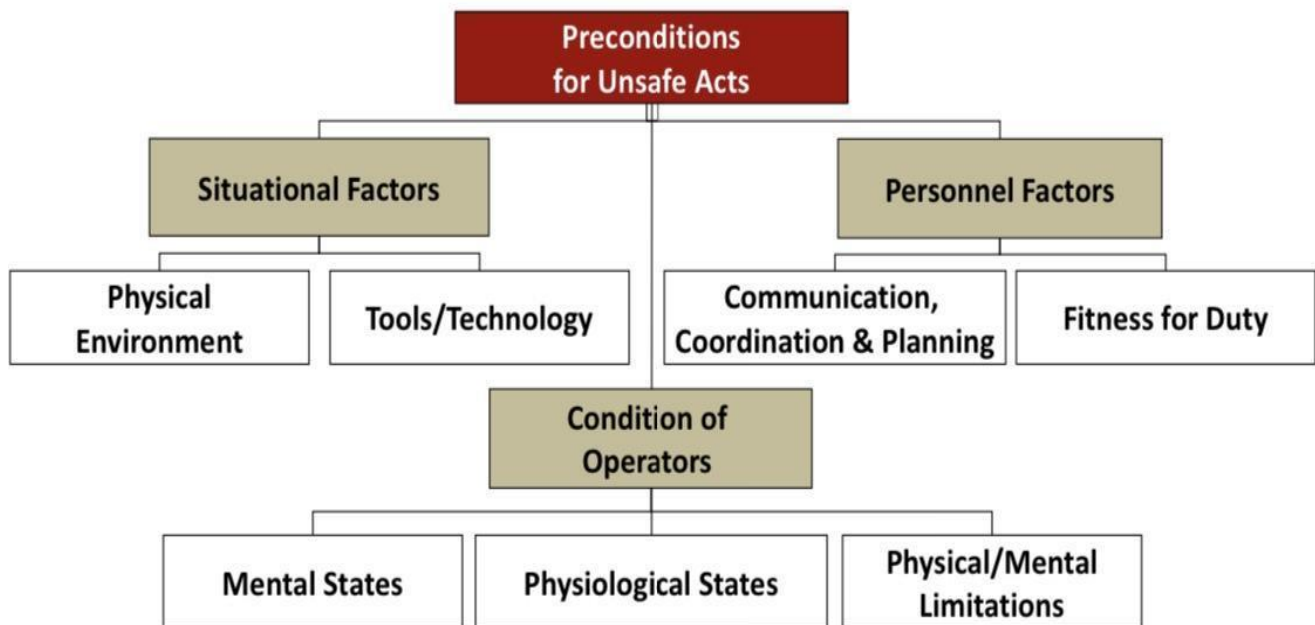 Preconditions
for Unsafe Acts
Situational Factors
Personnel Factors
Physical
Environment
Tools/Technology
Communication,
Coordination & Planning
Fitness for Duty
Condition of
Operators
Mental States
Physiological States
Physical/Mental
Limitations